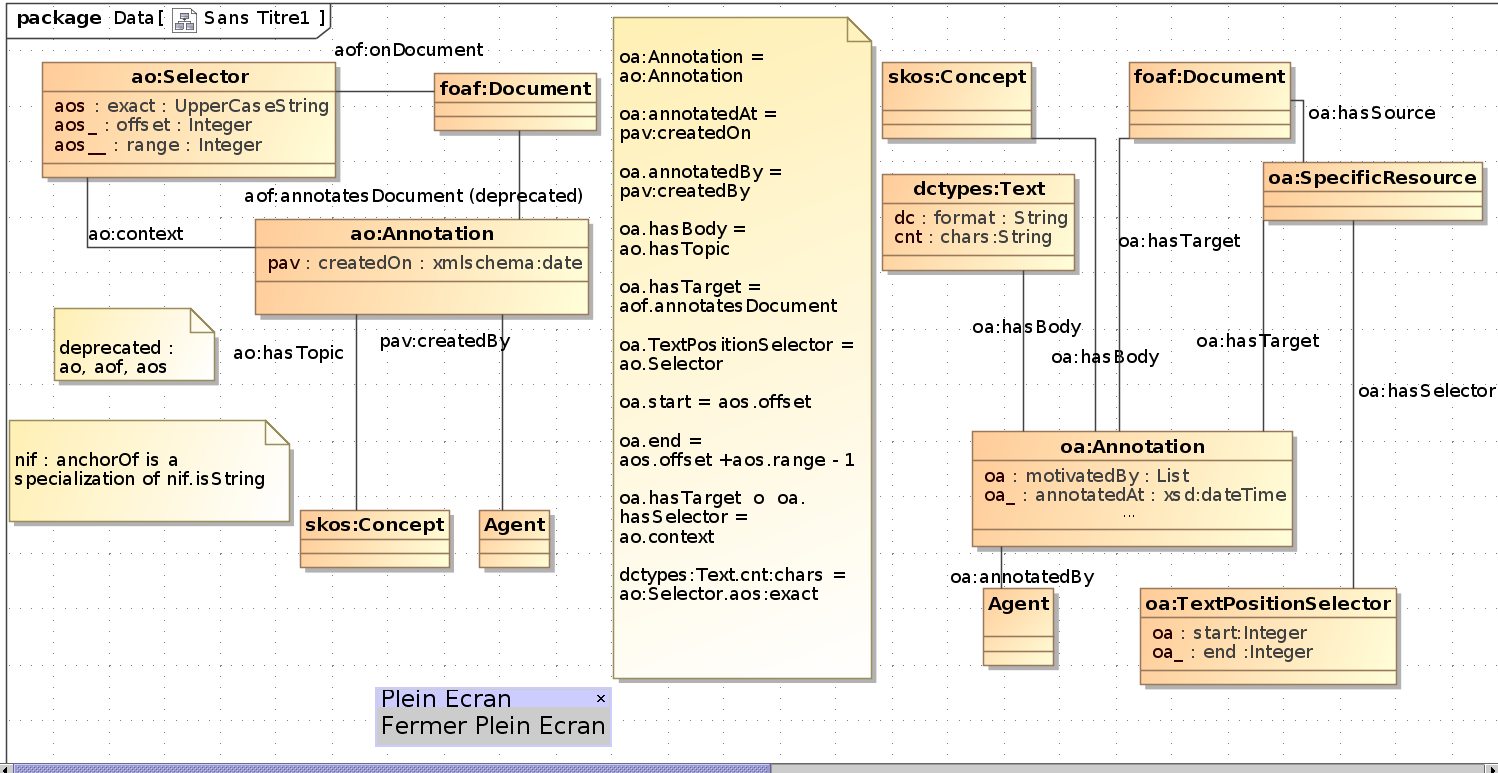 package Data[ Sans Titre1 ]
aof:onDocument
ao:Selector
aos : exact : UpperCaseString
aos_ : offset : Integer
aos__ : range : Integer
foaf:Document
aof:annotatesDocument (deprecated)
ao:context
ao:Annotation
pav : createdOn : xmlschema:date
deprecated :
ao, aof, aos
ao:hasTopic
pav:createdBy
nif : anchorOf is a
specialization of nif.isString
skos:Concept
Agent
oa:Annotation =
ao:Annotation
oa:annotatedAt =
pav:createdOn
oa.annotatedBy =
pav:createdBy
oa.hasBody =
ao.hasTopic
oa.hasTarget =
aof.annotatesDocument
oa.TextPositionSelector =
ao.Selector
oa.start = aos.offset
oa.end =
aos.offset +aos.range - 1
oa.hasTarget o oa.
hasSelector =
ao.context
dctypes:Text.cnt:chars =
ao:Selector.aos:exact
skos:Concept
foaf:Document
oa:hasSource
oa:SpecificResource
dctypes:Text
dc : format : String
cnt : chars :String
oa:hasTarget
oa:hasBody
oa:hasBody
oa:hasTarget
oa:hasSelector
oa:Annotation
oa : motivatedBy : List
oa_ : annotatedAt : xsd:dateTime
...
oa:annotatedBy
Agent
oa:TextPositionSelector
oa : start:Integer
oa_ : end :Integer
Plein Ecran ×
Fermer Plein Ecran